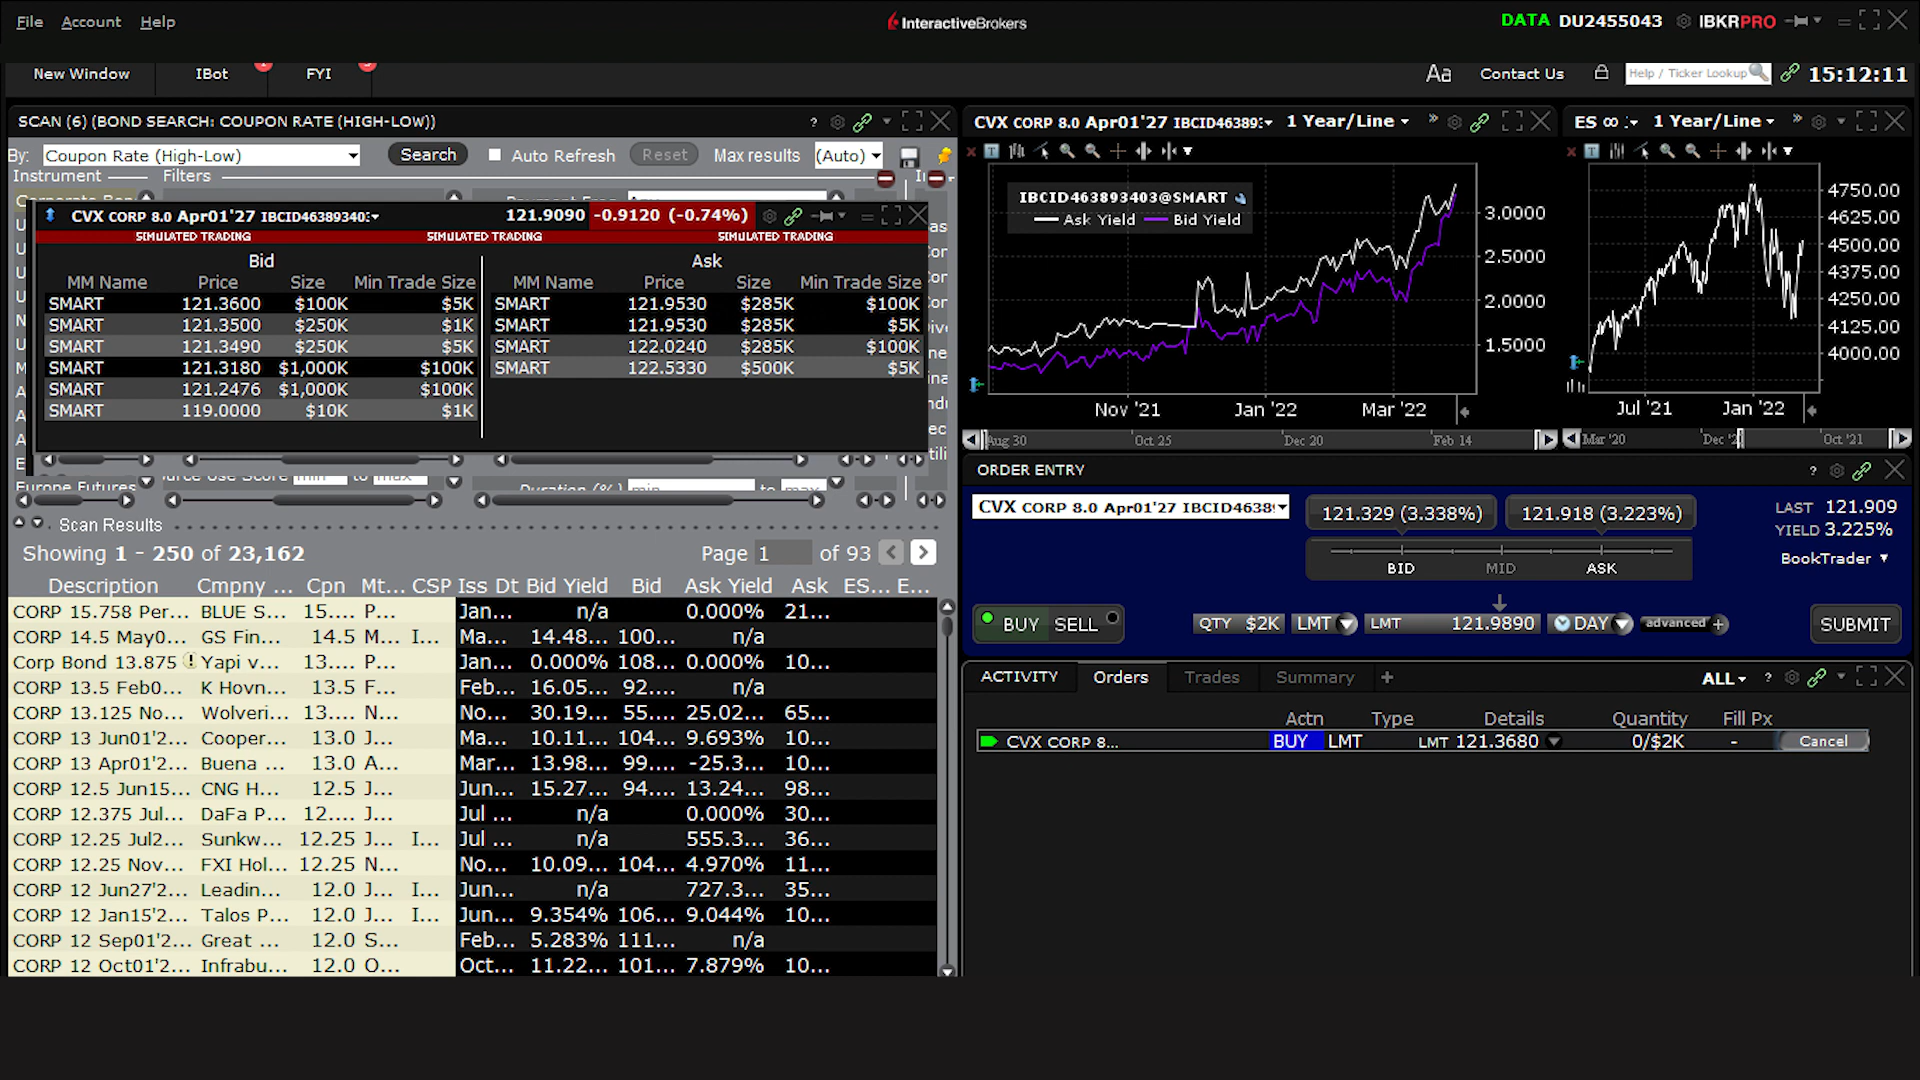 File Account Help
InteractiveBrokers
DATA DU2455043 IBKRPRO
New Window IBot FYI
Aa Contact Us Help / Ticker Lookup 15:12:11
SCAN (6) (BOND SEARCH: COUPON RATE (HIGH-LOW)) ?
By: Coupon Rate (High-Low) Search Auto Refresh Reset Max results (Auto)
Instrument Filters
CVX CORP 8.0 Apr01'27 IBCID46389340: 121.9090 -0.9120 (-0.74%)
SIMULATED TRADING SIMULATED TRADING SIMULATED TRADING
Bid Ask
MM Name Price Size Min Trade Size MM Name Price Size Min Trade Size
SMART 121.3600 $100K $5K SMART 121.9530 $285K $100K
SMART 121.3500 $250K $1K SMART 121.9530 $285K $5K
SMART 121.3490 $250K $5K SMART 122.0240 $285K $100K
SMART 121.3180 $1,000K $100K SMART 122.5330 $500K $5K
SMART 121.2476 $1,000K $100K
SMART 119.0000 $10K $1K
Europe Futures Duration (%) min to max
Scan Results
Showing 1 - 250 of 23,162 Page 1 of 93
Description Cmpny ... Cpn Mt... CSP Iss Dt Bid Yield Bid Ask Yield Ask ES... E...
CORP 15.758 Per... BLUE S... 15.... P... Jan... n/a 0.000% 21...
CORP 14.5 May0... GS Fin... 14.5 M... I... Ma... 14.48... 100... n/a
Corp Bond 13.875 ! Yapi v... 13.... P... Jan... 0.000% 108... 0.000% 10...
CORP 13.5 Feb0... K Hovn... 13.5 F... Feb... 16.05... 92.... n/a
CORP 13.125 No... Wolveri... 13.... N... No... 30.19... 55.... 25.02... 65...
CORP 13 Jun01'2... Cooper... 13.0 J... Ma... 10.11... 104... 9.693% 10...
CORP 13 Apr01'2... Buena ... 13.0 A... Mar... 13.98... 99.... -25.3... 10...
CORP 12.5 Jun15... CNG H... 12.5 J... Jun... 15.27... 94.... 13.24... 98...
CORP 12.375 Jul... DaFa P... 12.... J... Jul ... n/a 0.000% 30...
CORP 12.25 Jul2... Sunkw... 12.25 J... I... Jul ... n/a 555.3... 36...
CORP 12.25 Nov... FXI Hol... 12.25 N... No... 10.09... 104... 4.970% 11...
CORP 12 Jun27'2... Leadin... 12.0 J... I... Jun... n/a 727.3... 35...
CORP 12 Jan15'2... Talos P... 12.0 J... I... Jun... 9.354% 106... 9.044% 10...
CORP 12 Sep01'2... Great ... 12.0 S... Feb... 5.283% 111... n/a
CORP 12 Oct01'2... Infrabu... 12.0 O... Oct... 11.22... 101... 7.879% 10...
CVX CORP 8.0 Apr01'27 IBCID46389: 1 Year/Line »
IBCID463893403@SMART
Ask Yield Bid Yield
3.0000
2.5000
2.0000
1.5000
Nov '21 Jan '22 Mar '22
Aug 30 Oct 25 Dec 20 Feb 14
ES ∞ : 1 Year/Line »
4750.00
4625.00
4500.00
4375.00
4250.00
4125.00
4000.00
Jul '21 Jan '22
Mar '20 Dec '2 Oct '21
ORDER ENTRY ?
CVX CORP 8.0 Apr01'27 IBCID4638 121.329 (3.338%) 121.918 (3.223%) LAST 121.909
YIELD 3.225%
BID MID ASK BookTrader
BUY SELL QTY $2K LMT LMT 121.9890 DAY advanced + SUBMIT
ACTIVITY Orders Trades Summary + ALL ?
Actn Type Details Quantity Fill Px
CVX CORP 8... BUY LMT LMT 121.3680 0/$2K - Cancel